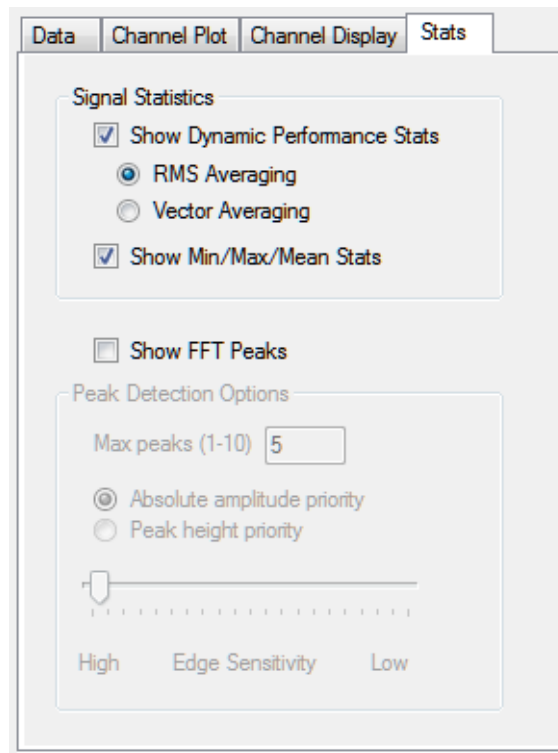 Data Channel Plot Channel Display Stats
Signal Statistics
Show Dynamic Performance Stats
RMS Averaging
Vector Averaging
Show Min/Max/Mean Stats
Show FFT Peaks
Peak Detection Options
Max peaks (1-10) 5
Absolute amplitude priority
Peak height priority
High Edge Sensitivity Low